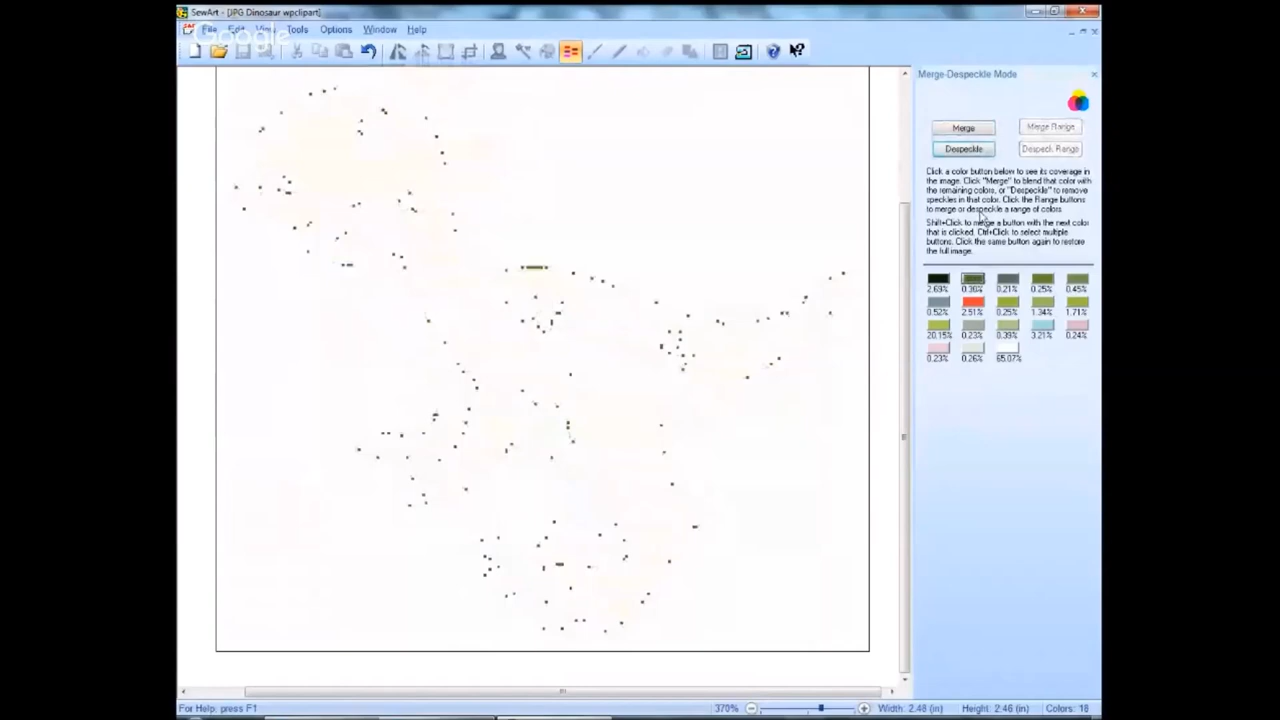 SewArt - [JPG Dinosaur wpclipart]
File Edit View Tools Options Window Help
Google
Merge-Despeckle Mode
Merge
Merge Range
Despeckle
Despeck Range
Click a color button below to see its coverage in
the image. Click "Merge" to blend that color with
the remaining colors, or "Despeckle" to remove
speckles in that color. Click the Range buttons
to merge or despeckle a range of colors.
Shift+Click to merge a button with the next color
that is clicked. Ctrl+Click to select multiple
buttons. Click the same button again to restore
the full image.
2.69% 0.30% 0.21% 0.25% 0.45%
0.52% 2.51% 0.25% 1.34% 1.71%
20.15% 0.23% 0.39% 3.21% 0.24%
0.23% 0.26% 65.07%
For Help, press F1
370%
Width: 2.48 (in)
Height: 2.46 (in)
Colors: 18